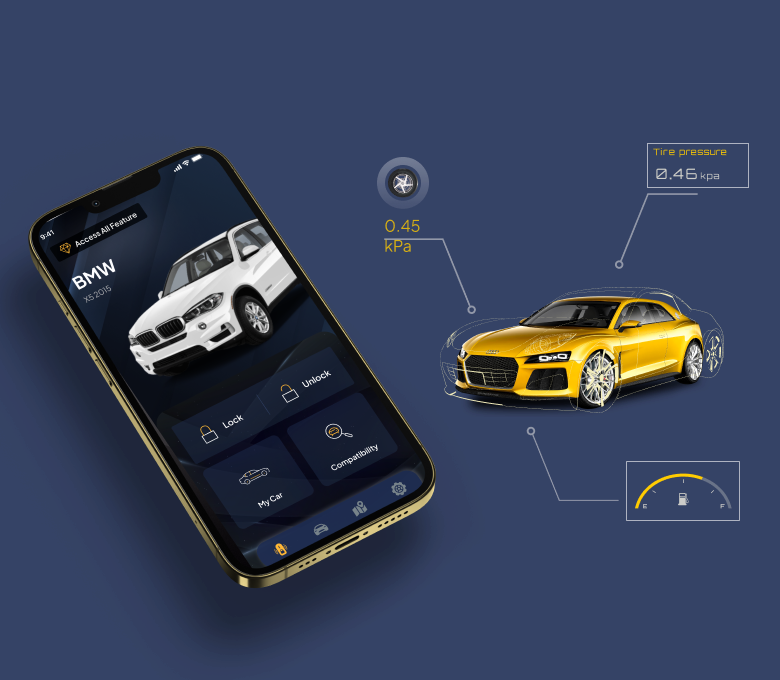 9:41
Access All Feature
BMW
X5 2015
Lock
Unlock
My Car
Compatibility
0.45
kPa
Tire pressure
0.46 kpa
E
F